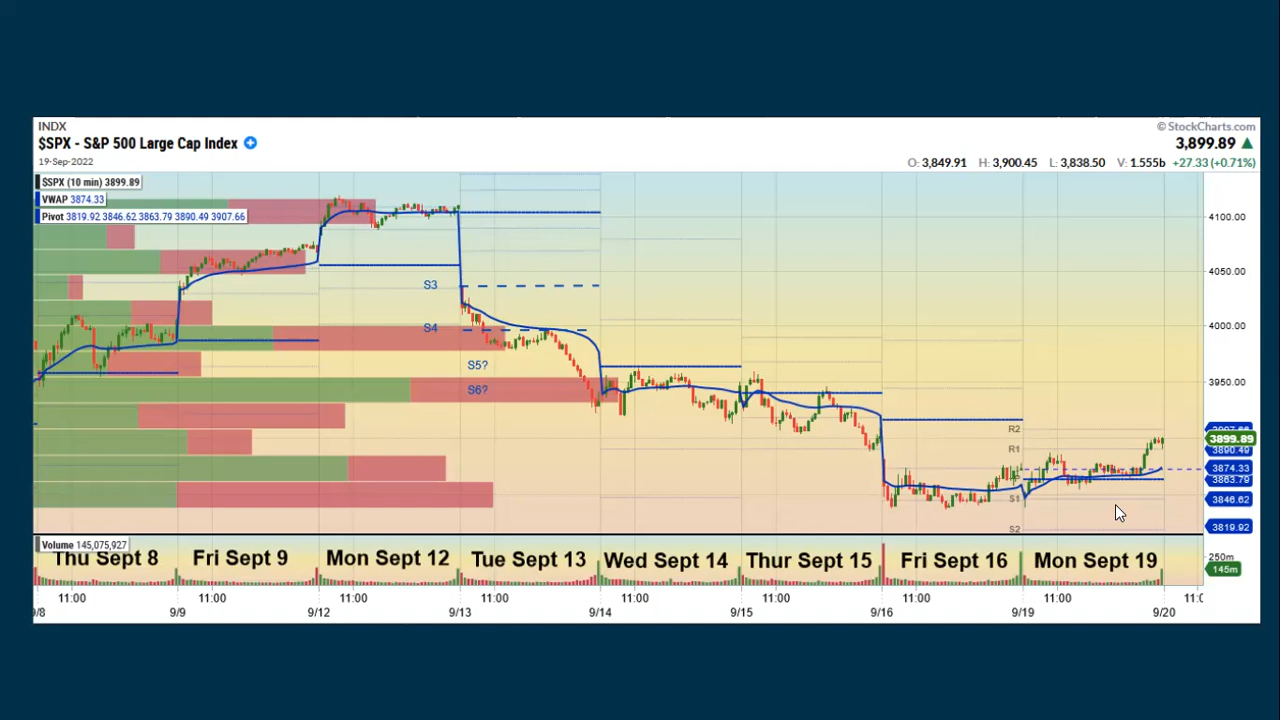 INDX
© StockCharts.com
$SPX - S&P 500 Large Cap Index
3,899.89
19-Sep-2022
O: 3,849.91 H: 3,900.45 L: 3,838.50 V: 1.555b +27.33 (+0.71%)
$SPX (10 min) 3899.89
VWAP 3874.33
Pivot 3819.92 3846.62 3863.79 3890.49 3907.66
4100.00
4050.00
S3
4000.00
S4
S5?
3950.00
S6?
R2
3907.66
3899.89
R1
3890.49
3874.33
3863.79
S1
3846.62
S2
3819.92
Volume 145,075,927
Thu Sept 8 Fri Sept 9 Mon Sept 12 Tue Sept 13 Wed Sept 14 Thur Sept 15 Fri Sept 16 Mon Sept 19
250m
145m
11:00 11:00 11:00 11:00 11:00 11:00 11:00 11:00
9/8 9/9 9/12 9/13 9/14 9/15 9/16 9/19 9/20